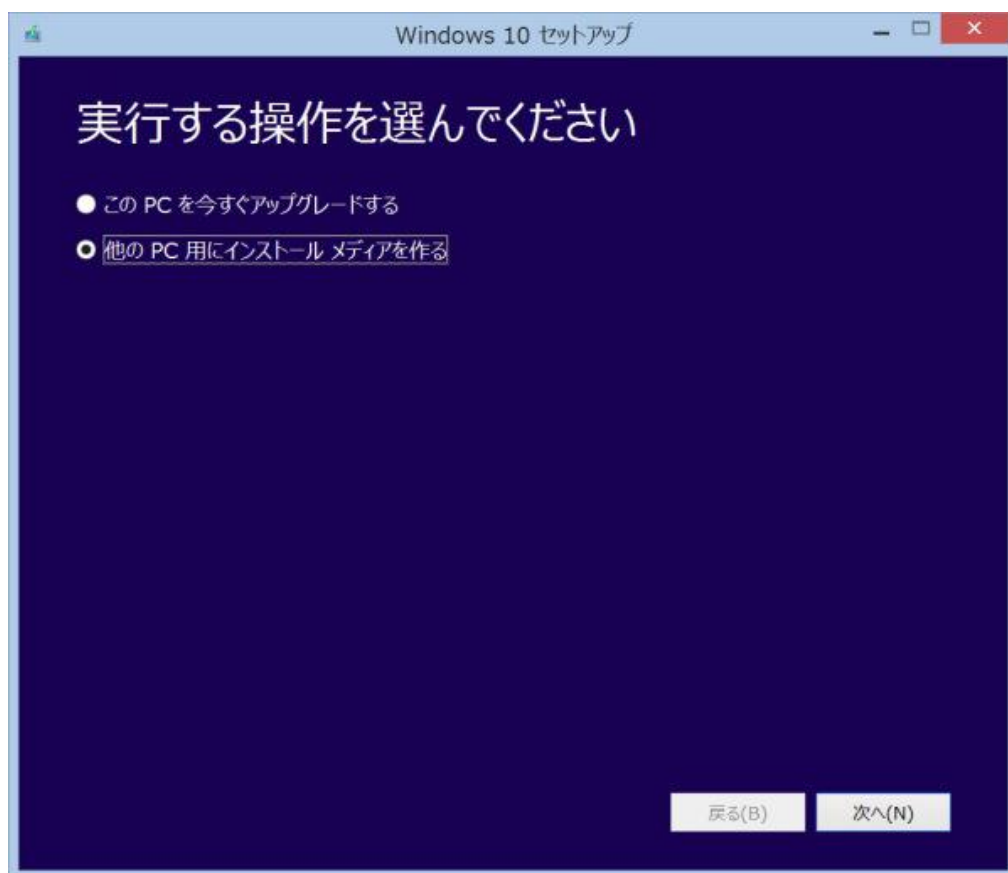 Windows 10 セットアップ
実行する操作を選んでください
この PC を今すぐアップグレードする
他の PC 用にインストール メディアを作る
戻る(B) 次へ(N)